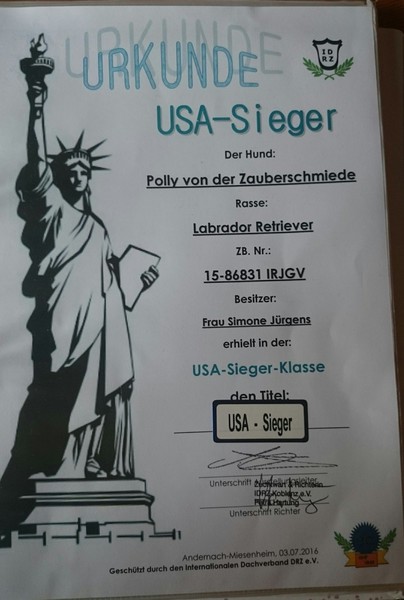 URKUNDE
I D
R Z
USA-Sieger
Der Hund:
Polly von der Zauberschmiede
Rasse:
Labrador Retriever
ZB. Nr.:
15-86831 IRJGV
Besitzer:
Frau Simone Jürgens
erhielt in der:
USA-Sieger-Klasse
den Titel:
USA - Sieger
Unterschrift
IDRZ Koblenz e.V.
Unterschrift Richter
Andernach-Miesenheim, 03.07.2016
Geschützt durch den Internationalen Dachverband DRZ e.V.